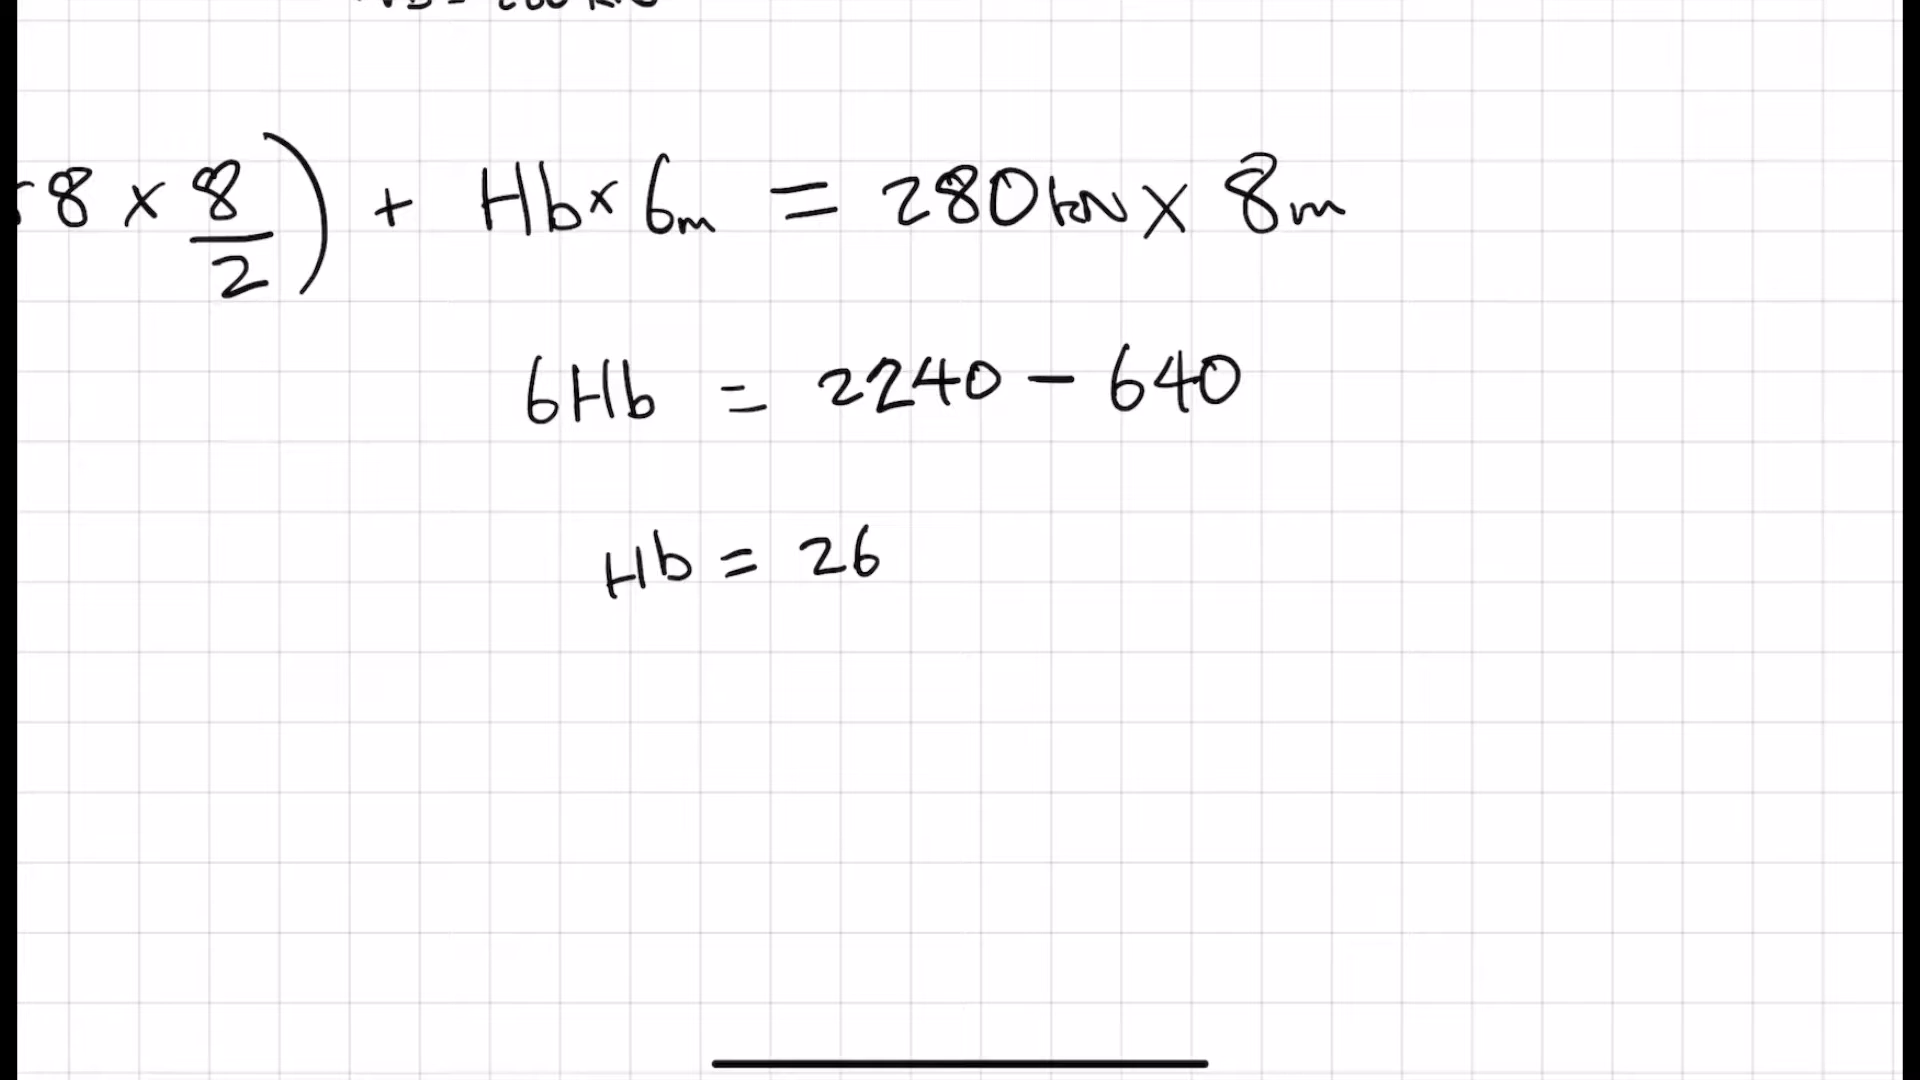 8 x 8/2) + Hb x 6m = 280kN x 8m
6Hb = 2240 - 640
Hb = 26